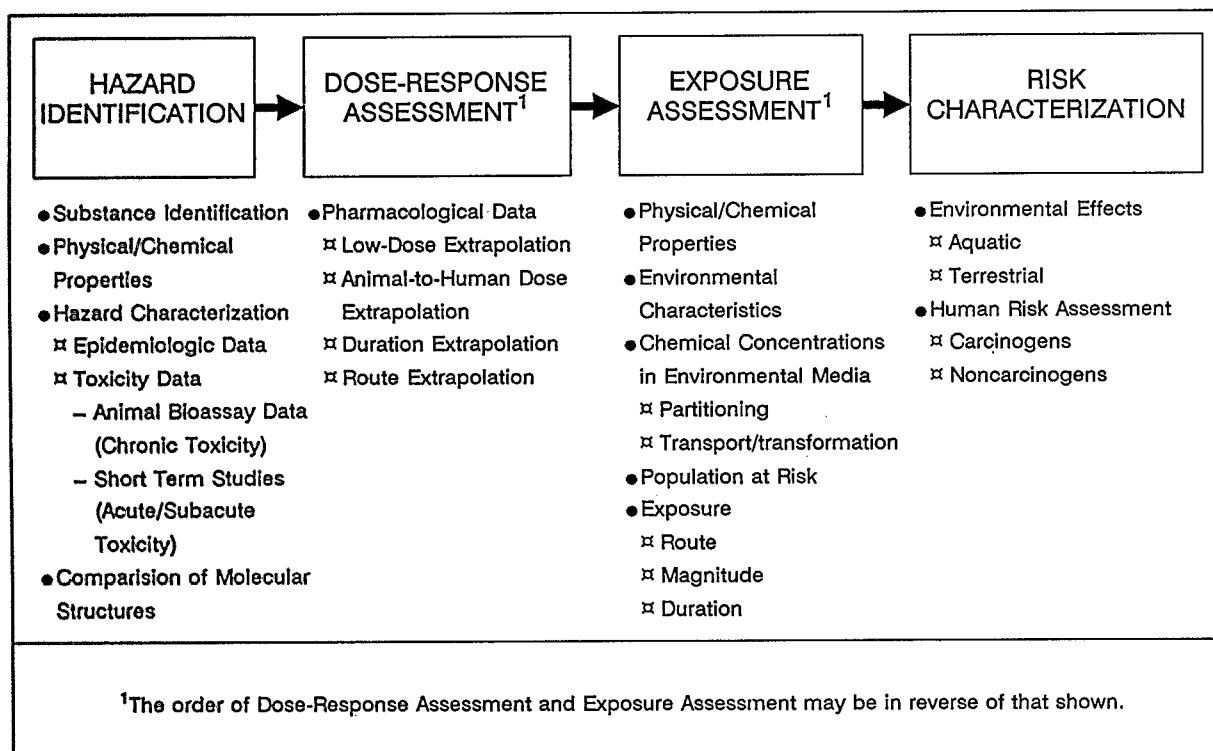 HAZARD
IDENTIFICATION
DOSE-RESPONSE
ASSESSMENT¹
EXPOSURE
ASSESSMENT¹
RISK
CHARACTERIZATION
●Substance Identification
●Physical/Chemical
Properties
●Hazard Characterization
¤ Epidemiologic Data
¤ Toxicity Data
– Animal Bioassay Data
(Chronic Toxicity)
– Short Term Studies
(Acute/Subacute
Toxicity)
●Comparision of Molecular
Structures
●Pharmacological Data
¤ Low-Dose Extrapolation
¤ Animal-to-Human Dose
Extrapolation
¤ Duration Extrapolation
¤ Route Extrapolation
●Physical/Chemical
Properties
●Environmental
Characteristics
●Chemical Concentrations
in Environmental Media
¤ Partitioning
¤ Transport/transformation
●Population at Risk
●Exposure
¤ Route
¤ Magnitude
¤ Duration
●Environmental Effects
¤ Aquatic
¤ Terrestrial
●Human Risk Assessment
¤ Carcinogens
¤ Noncarcinogens
¹The order of Dose-Response Assessment and Exposure Assessment may be in reverse of that shown.